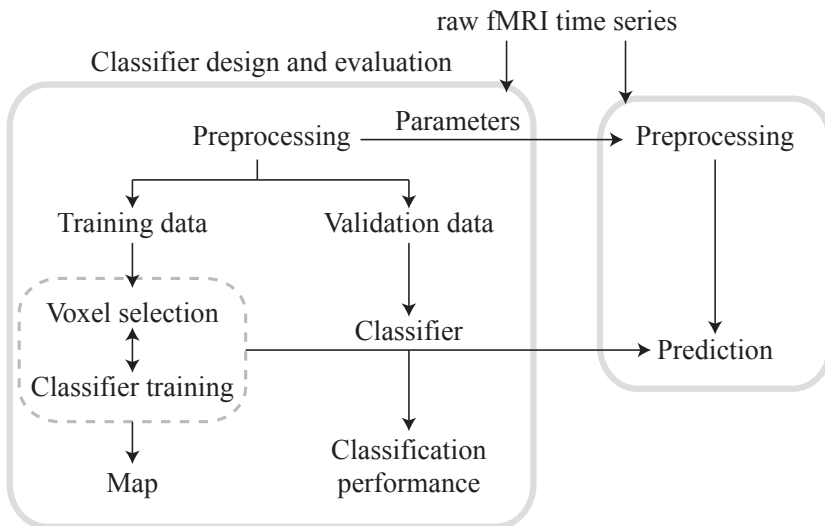 raw fMRI time series
Classifier design and evaluation
Preprocessing
Parameters
Preprocessing
Training data
Validation data
Voxel selection
Classifier
Prediction
Classifier training
Map
Classification
performance